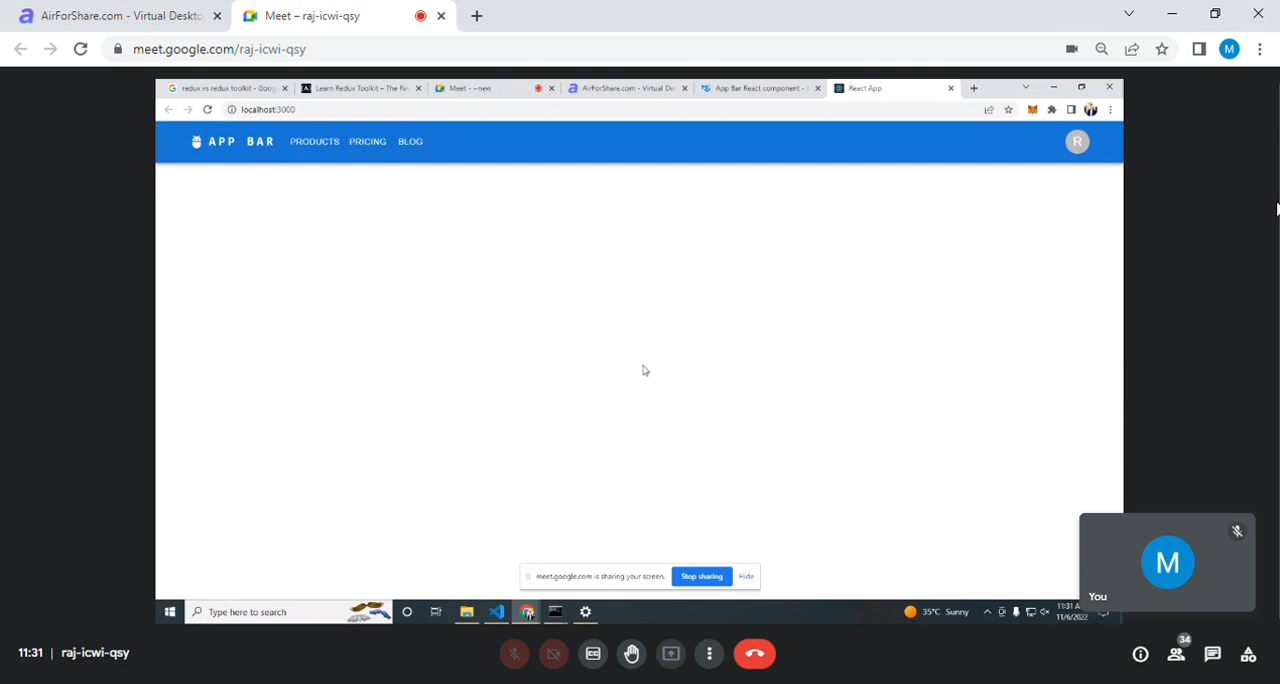 AirForShare.com - Virtual Deskto
Meet – raj-icwi-qsy
meet.google.com/raj-icwi-qsy
M
redux vs redux toolkit - Goog
Learn Redux Toolkit – The Re
Meet - –new
AirForShare.com - Virtual De
App Bar React component -
React App
localhost:3000
APP BAR
PRODUCTS
PRICING
BLOG
R
meet.google.com is sharing your screen.
Stop sharing
Hide
M
You
Type here to search
35°C Sunny
11:31 A
11/6/2022
11:31 | raj-icwi-qsy
34